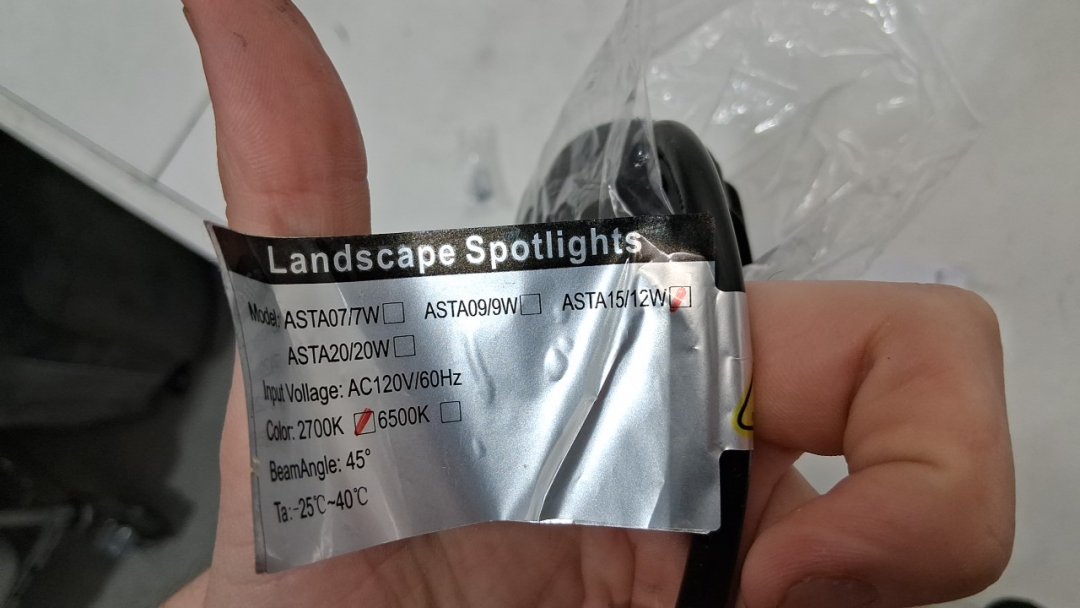 Landscape Spotlights
Model: ASTA07/7W ASTA09/9W ASTA15/12W
ASTA20/20W
Input Vollage: AC120V/60Hz
Color: 2700K 6500K
BeamAngle: 45°
Ta:-25℃~40℃